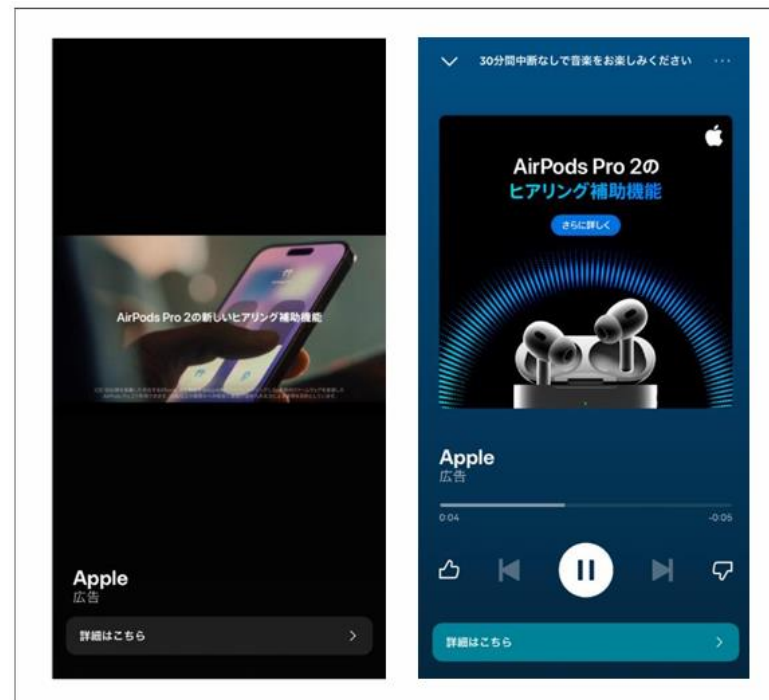 AirPods Pro 2の新しいヒアリング補助機能
Apple
広告
詳細はこちら
30分間中断なしで音楽をお楽しみください
AirPods Pro 2の
ヒアリング補助機能
さらに詳しく
Apple
広告
0:04
-0:05
詳細はこちら